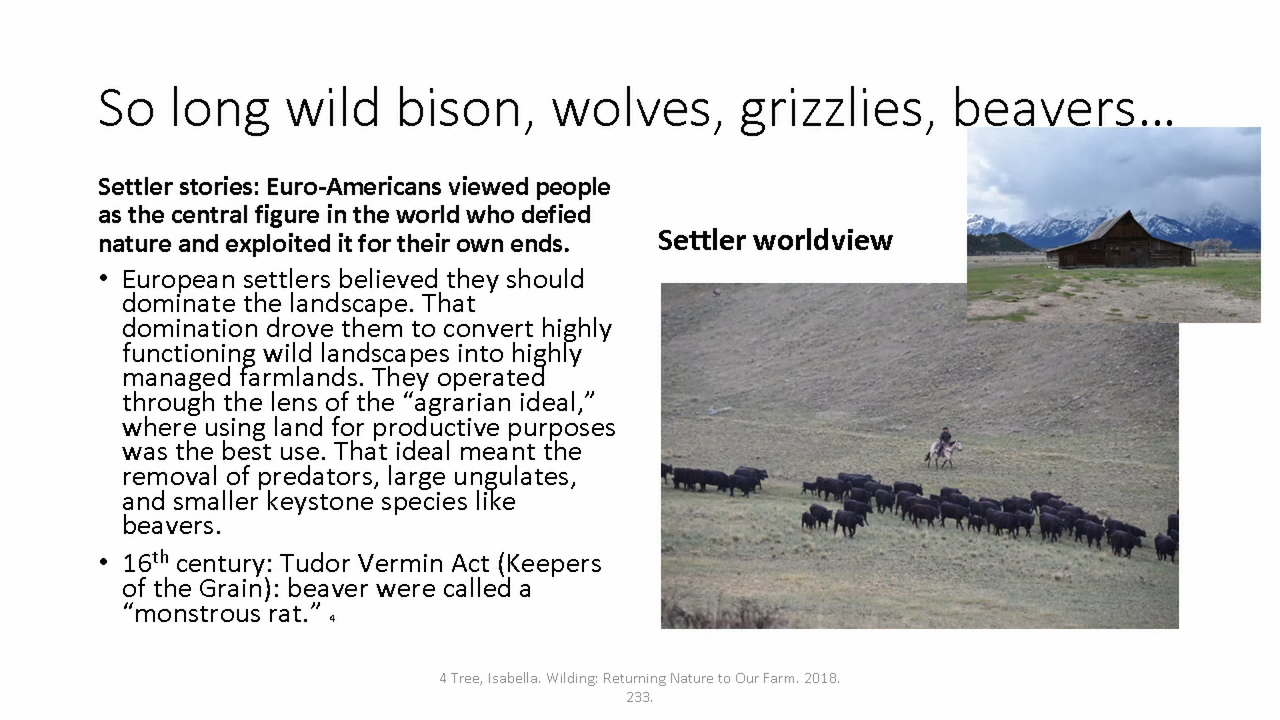 So long wild bison, wolves, grizzlies, beavers…
Settler stories: Euro-Americans viewed people
as the central figure in the world who defied
nature and exploited it for their own ends.
• European settlers believed they should
dominate the landscape. That
domination drove them to convert highly
functioning wild landscapes into highly
managed farmlands. They operated
through the lens of the “agrarian ideal,”
where using land for productive purposes
was the best use. That ideal meant the
removal of predators, large ungulates,
and smaller keystone species like
beavers.
• 16th century: Tudor Vermin Act (Keepers
of the Grain): beaver were called a
“monstrous rat.” 4
Settler worldview
4 Tree, Isabella. Wilding: Returning Nature to Our Farm. 2018.
233.